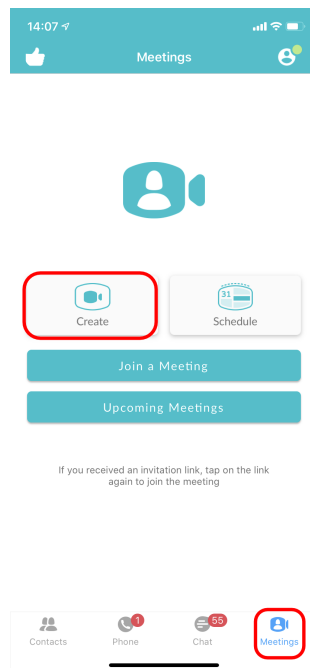 14:07
Meetings
31
Create
Schedule
Join a Meeting
Upcoming Meetings
If you received an invitation link, tap on the link
again to join the meeting
1
55
Contacts
Phone
Chat
Meetings